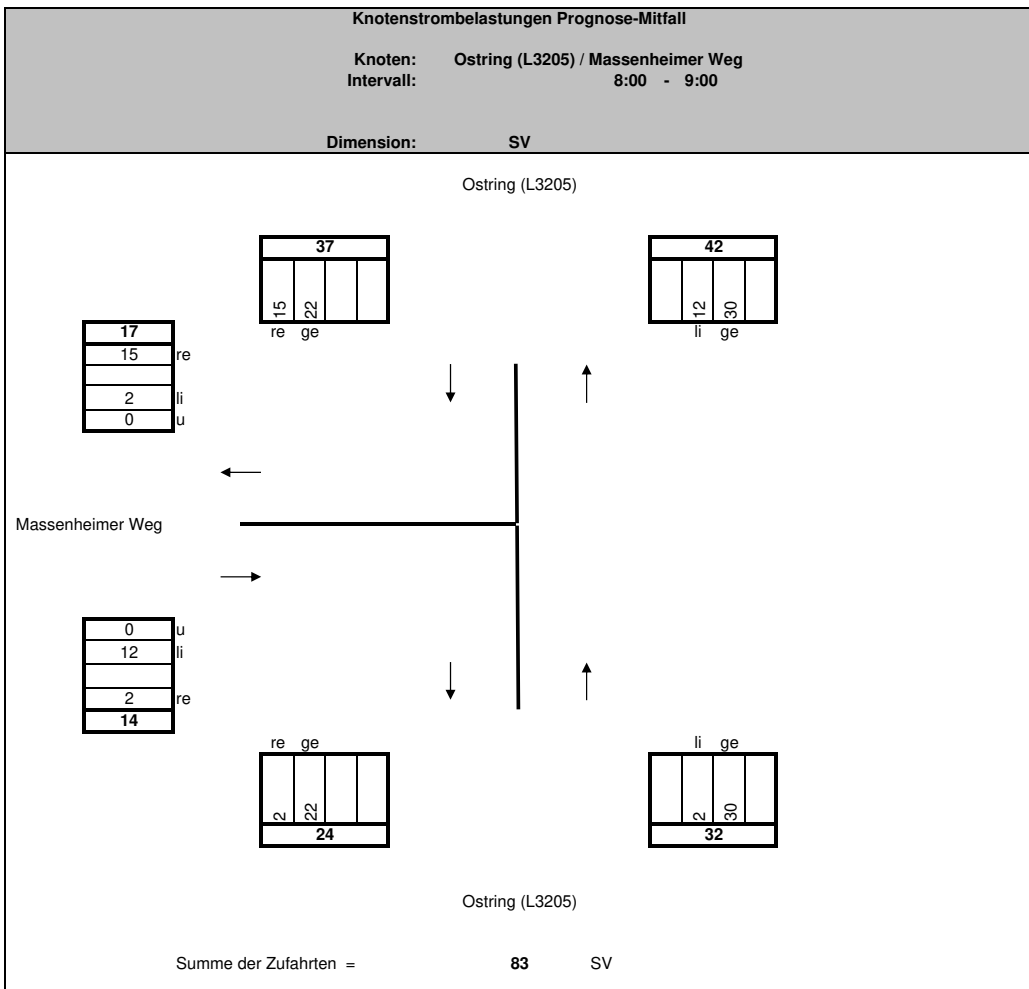 Knotenstrombelastungen Prognose-Mitfall
Knoten: Ostring (L3205) / Massenheimer Weg
Intervall: 8:00 - 9:00
Dimension: SV
Ostring (L3205)
37
15 22
re ge
42
12 30
li ge
17
15 re
2 li
0 u
Massenheimer Weg
0 u
12 li
2 re
14
re ge
2 22
24
li ge
2 30
32
Ostring (L3205)
Summe der Zufahrten = 83 SV